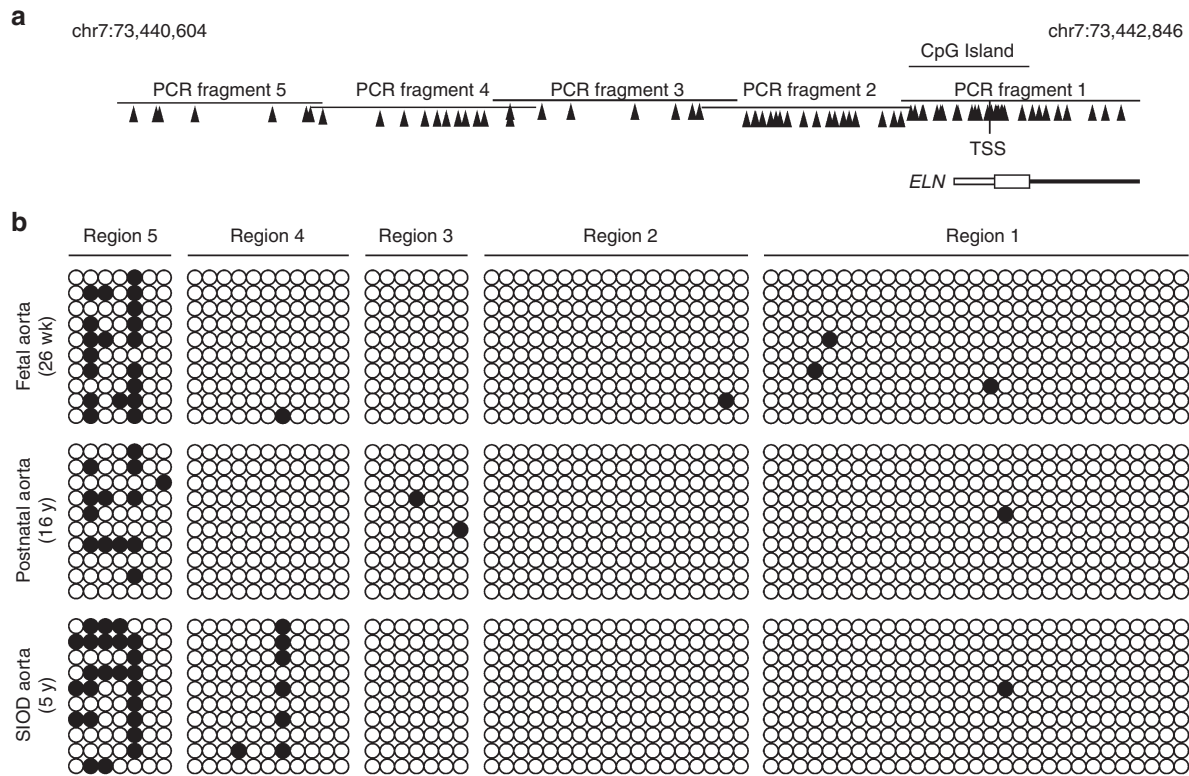 a
chr7:73,440,604
chr7:73,442,846
CpG Island
PCR fragment 5
PCR fragment 4
PCR fragment 3
PCR fragment 2
PCR fragment 1
TSS
ELN
b
Region 5
Region 4
Region 3
Region 2
Region 1
Fetal aorta
(26 wk)
Postnatal aorta
(16 y)
SIOD aorta
(5 y)